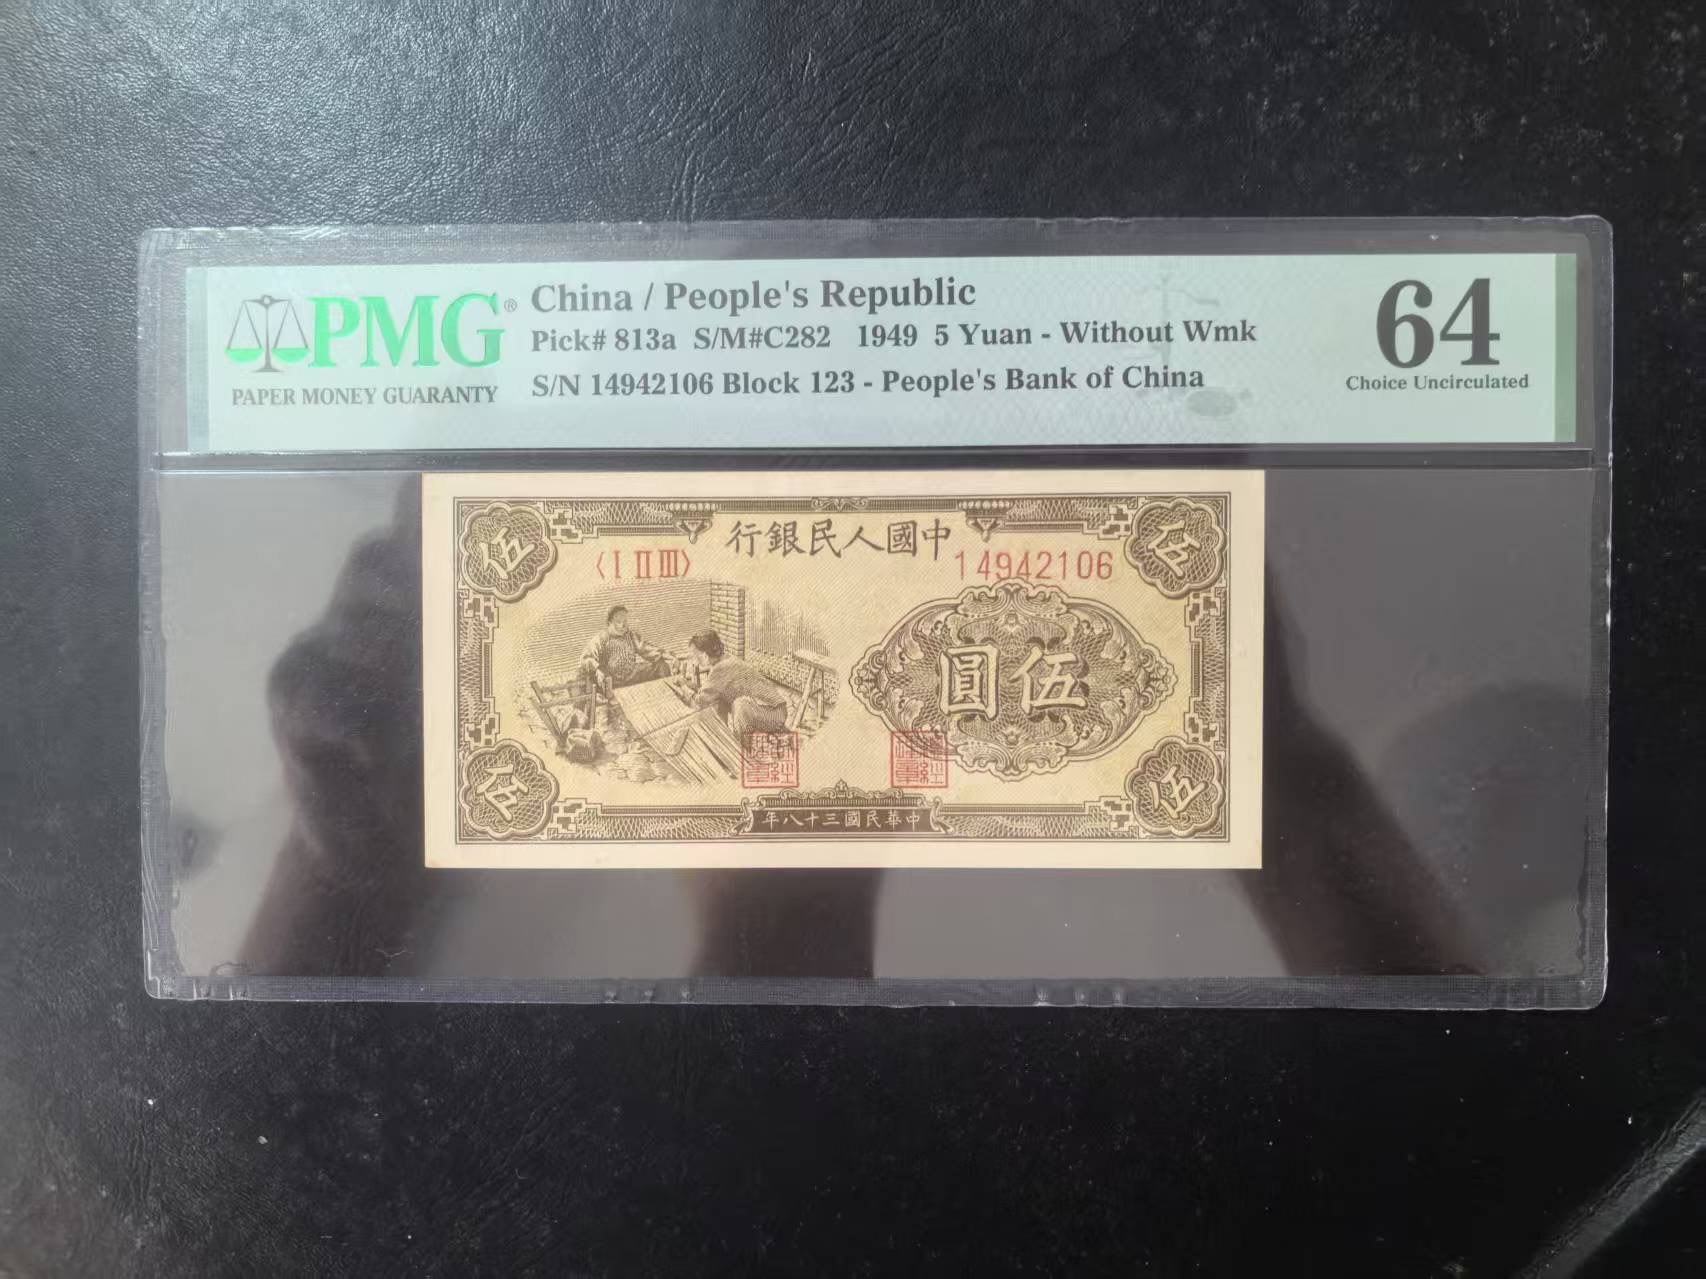 PMG®
PAPER MONEY GUARANTY
China / People's Republic
Pick# 813a S/M#C282 1949 5 Yuan - Without Wmk
S/N 14942106 Block 123 - People's Bank of China
64
Choice Uncirculated
行銀民人國中
伍
伍
〈I II III〉
14942106
圓伍
伍
伍
年八十三國民華中